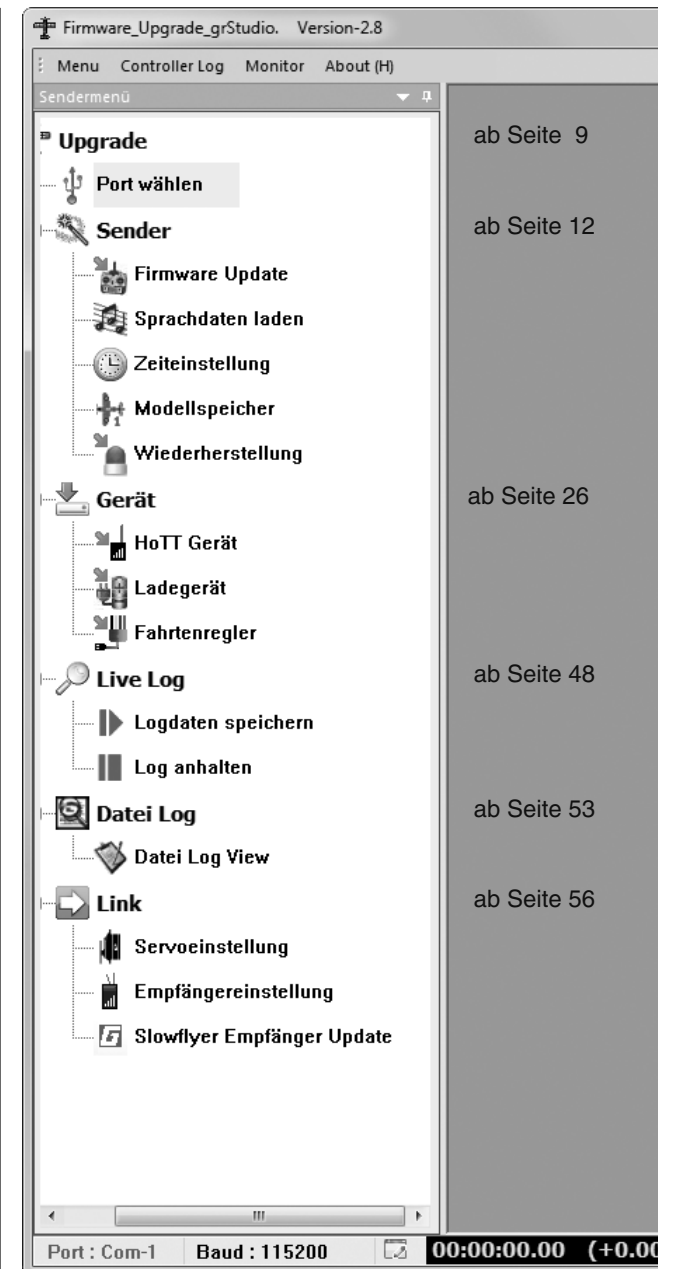 Firmware_Upgrade_grStudio. Version-2.8
Menu Controller Log Monitor About (H)
Sendermenü
Upgrade ab Seite 9
Port wählen
Sender ab Seite 12
Firmware Update
Sprachdaten laden
Zeiteinstellung
Modellspeicher
Wiederherstellung
Gerät ab Seite 26
HoTT Gerät
Ladegerät
Fahrtenregler
Live Log ab Seite 48
Logdaten speichern
Log anhalten
Datei Log ab Seite 53
Datei Log View
Link ab Seite 56
Servoeinstellung
Empfängereinstellung
Slowflyer Empfänger Update
Port : Com-1 Baud : 115200 00:00:00.00 (+0.00